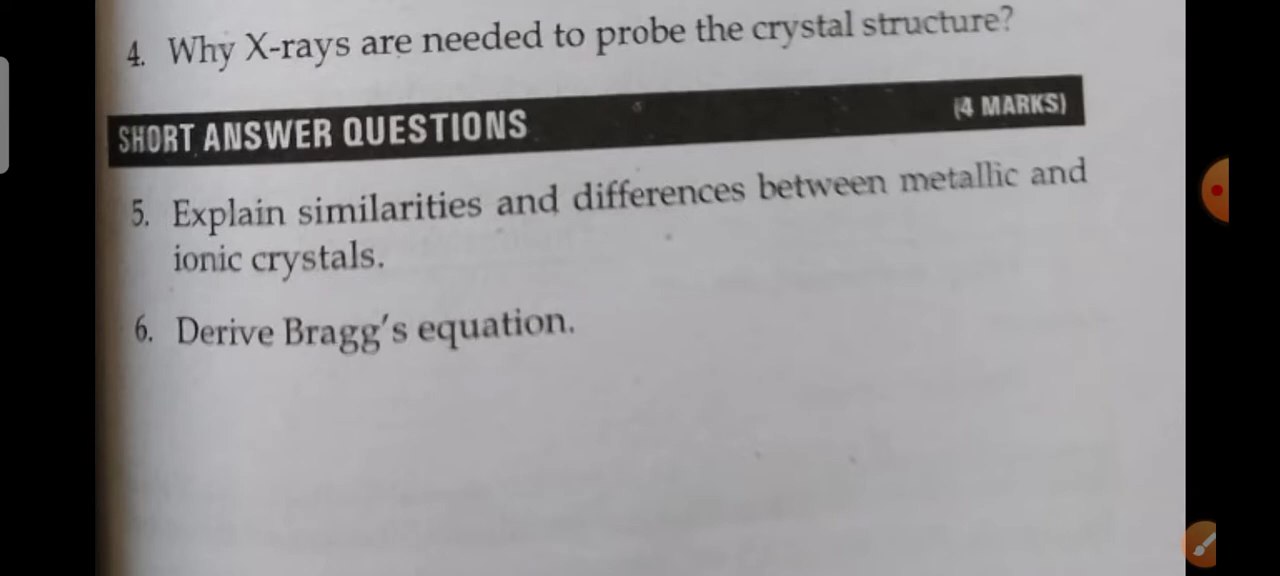 4. Why X-rays are needed to probe the crystal structure?
SHORT ANSWER QUESTIONS (4 MARKS)
5. Explain similarities and differences between metallic and
ionic crystals.
6. Derive Bragg's equation.